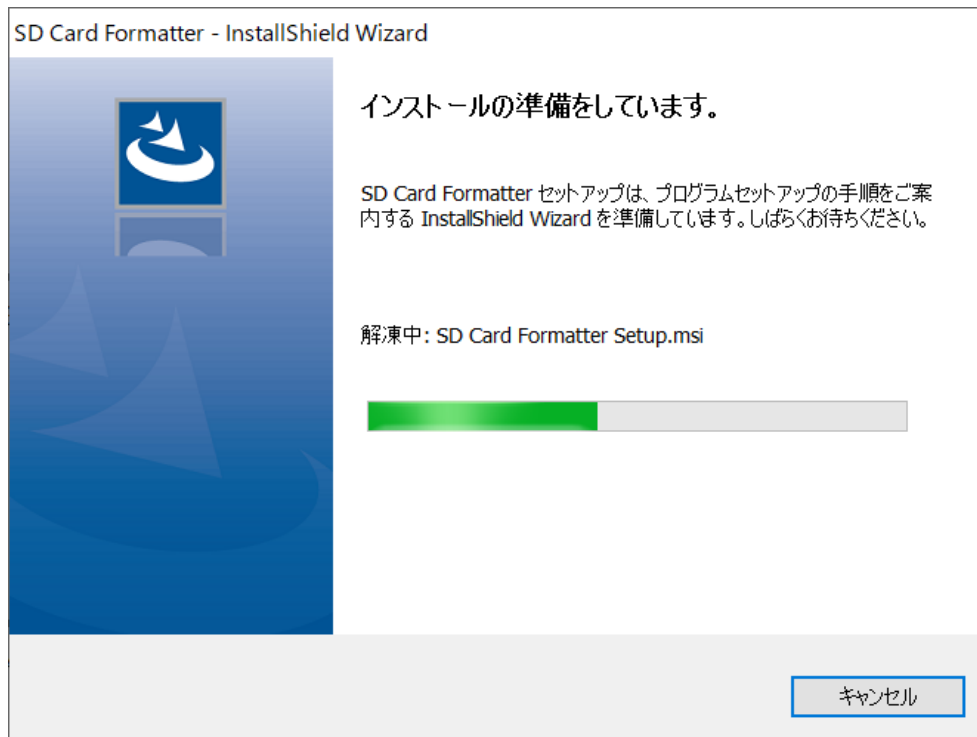 SD Card Formatter - InstallShield Wizard
インストールの準備をしています。
SD Card Formatter セットアップは、プログラムセットアップの手順をご案
内する InstallShield Wizard を準備しています。しばらくお待ちください。
解凍中: SD Card Formatter Setup.msi
キャンセル